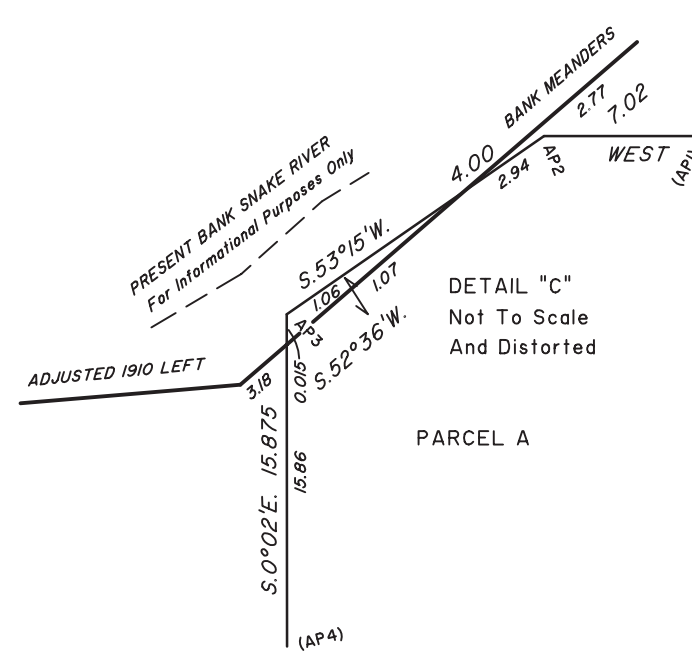 BANK MEANDERS
2.77
7.02
4.00
2.94
AP2
WEST
(AP1
PRESENT BANK SNAKE RIVER
For Informational Purposes Only
S.53°15'W.
1.06
1.07
S.52°36'W.
AP3
DETAIL "C"
Not To Scale
And Distorted
ADJUSTED 1910 LEFT
3.18
0.015
S.0°02'E. 15.875
15.86
PARCEL A
(AP4)